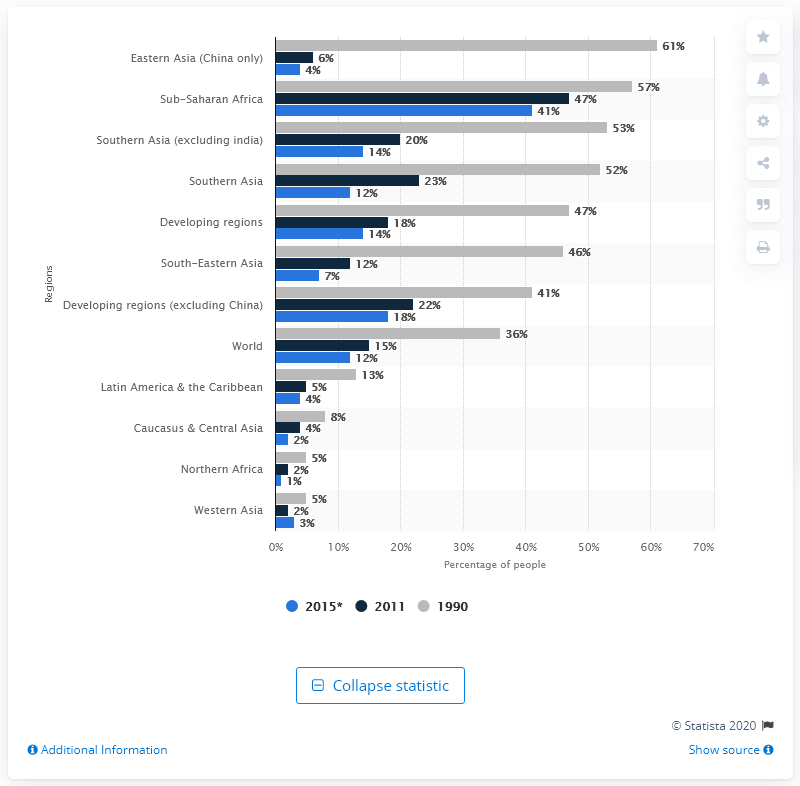 61%
Eastern Asia (China only) 6%
4%
57%
Sub-Saharan Africa 47%
41%
53%
Southern Asia (excluding india) 20%
14%
52%
Southern Asia 23%
12%
47%
Developing regions 18%
14%
46%
South-Eastern Asia 12%
7%
Regions
41%
Developing regions (excluding China) 22%
18%
36%
World 15%
12%
13%
Latin America & the Caribbean 5%
4%
8%
Caucasus & Central Asia 4%
2%
5%
Northern Africa 2%
1%
5%
Western Asia 2%
3%
0% 10% 20% 30% 40% 50% 60% 70%
Percentage of people
2015* 2011 1990
Collapse statistic
© Statista 2020
Additional Information Show source